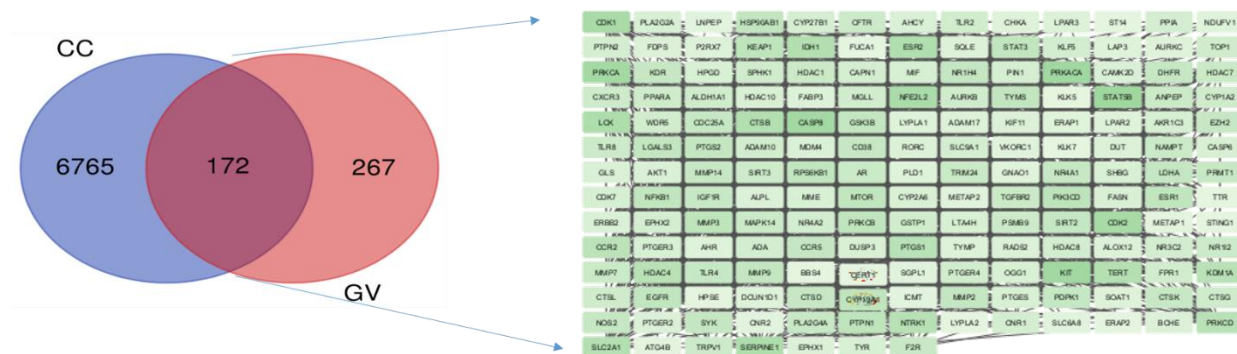 CC
6765
172
267
GV
CDK1 PLA2G2A LNPEP HSP90AB1 CYP27B1 CFTR AHCY TLR2 CHKA LPAR3 ST14 PPIA NDUFV1
PTPN2 FDPS P2RX7 KEAP1 IDH1 FUCA1 ESR2 SQLE STAT3 KLF5 LAP3 AURKC TOP1
PRKCA KDR HPGD SPHK1 HDAC1 CAPN1 MIF NR1H4 PIN1 PRKACA CAMK2D DHFR HDAC7
CXCR3 PPARA ALDH1A1 HDAC10 FABP3 MGLL NFE2L2 AURKB TYMS KLK5 STAT5B ANPEP CYP1A2
LCK WDR5 CDC25A CTSB CASP8 GSK3B LYPLA1 ADAM17 KIF11 ERAP1 LPAR2 AKR1C3 EZH2
TLR8 LGALS3 PTGS2 ADAM10 MDM4 CD38 RORC SLC9A1 VKORC1 KLK7 DUT NAMPT CASP6
GLS AKT1 MMP14 SIRT3 RPS6KB1 AR PLD1 TRIM24 GNAO1 NR4A1 SHBG LDHA PRMT1
CDK7 NFKB1 IGF1R ALPL MME MTOR CYP2A6 METAP2 TGFBR2 PIK3CD FASN ESR1 TTR
ERBB2 EPHX2 MMP3 MAPK14 NR4A2 PRKCB GSTP1 LTA4H PSMB9 SIRT2 CDK2 METAP1 STING1
CCR2 PTGER3 AHR ADA CCR5 DUSP3 PTGS1 TYMP RAD52 HDAC8 ALOX12 NR3C2 NR1I2
MMP7 HDAC4 TLR4 MMP9 BBS4 SGPL1 PTGER4 OGG1 KIT TERT FPR1 KDM1A
CTSL EGFR HPSE DCUN1D1 CTSD ICMT MMP2 PTGES PDPK1 SOAT1 CTSK CTSG
NOS2 PTGER2 SYK CNR2 PLA2G4A PTPN1 NTRK1 LYPLA2 CNR1 SLC6A8 ERAP2 BCHE PRKCD
SLC2A1 ATG4B TRPV1 SERPINE1 EPHX1 TYR F2R